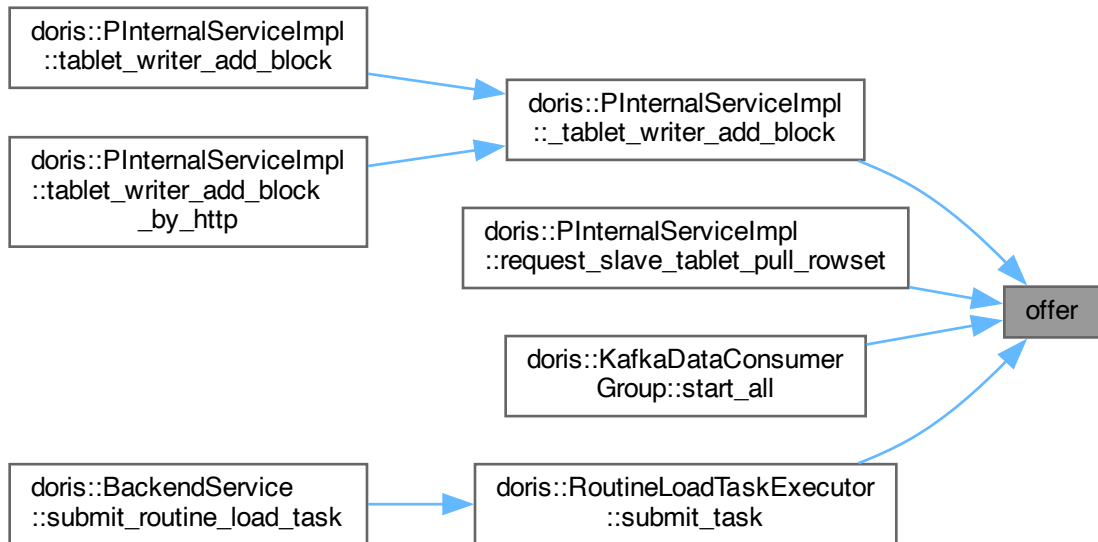 doris::PInternalServiceImpl
::tablet_writer_add_block
doris::PInternalServiceImpl
::tablet_writer_add_block
_by_http
doris::PInternalServiceImpl
::_tablet_writer_add_block
doris::PInternalServiceImpl
::request_slave_tablet_pull_rowset
doris::KafkaDataConsumer
Group::start_all
doris::BackendService
::submit_routine_load_task
doris::RoutineLoadTaskExecutor
::submit_task
offer